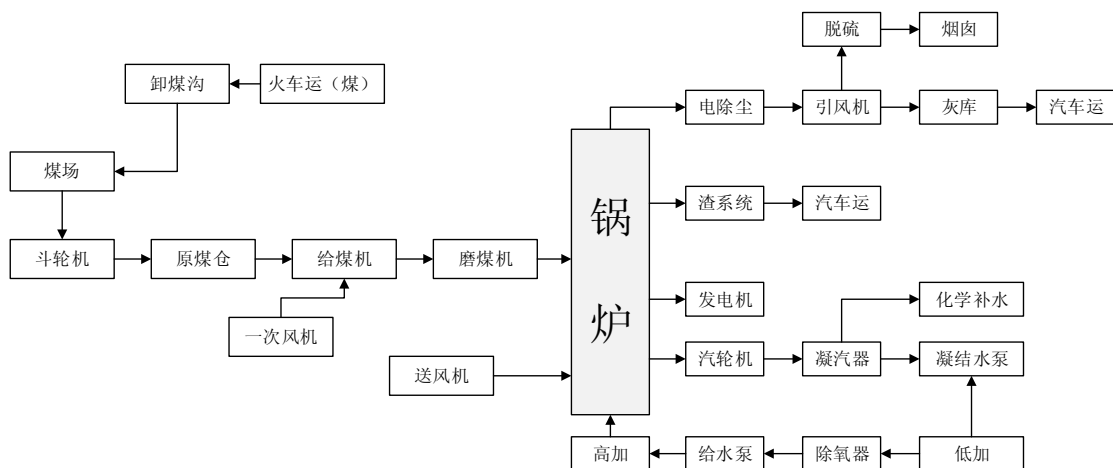 脱硫
烟囱
卸煤沟
火车运（煤）
电除尘
引风机
灰库
汽车运
煤场
锅炉
渣系统
汽车运
斗轮机
原煤仓
给煤机
磨煤机
发电机
化学补水
一次风机
送风机
汽轮机
凝汽器
凝结水泵
高加
给水泵
除氧器
低加